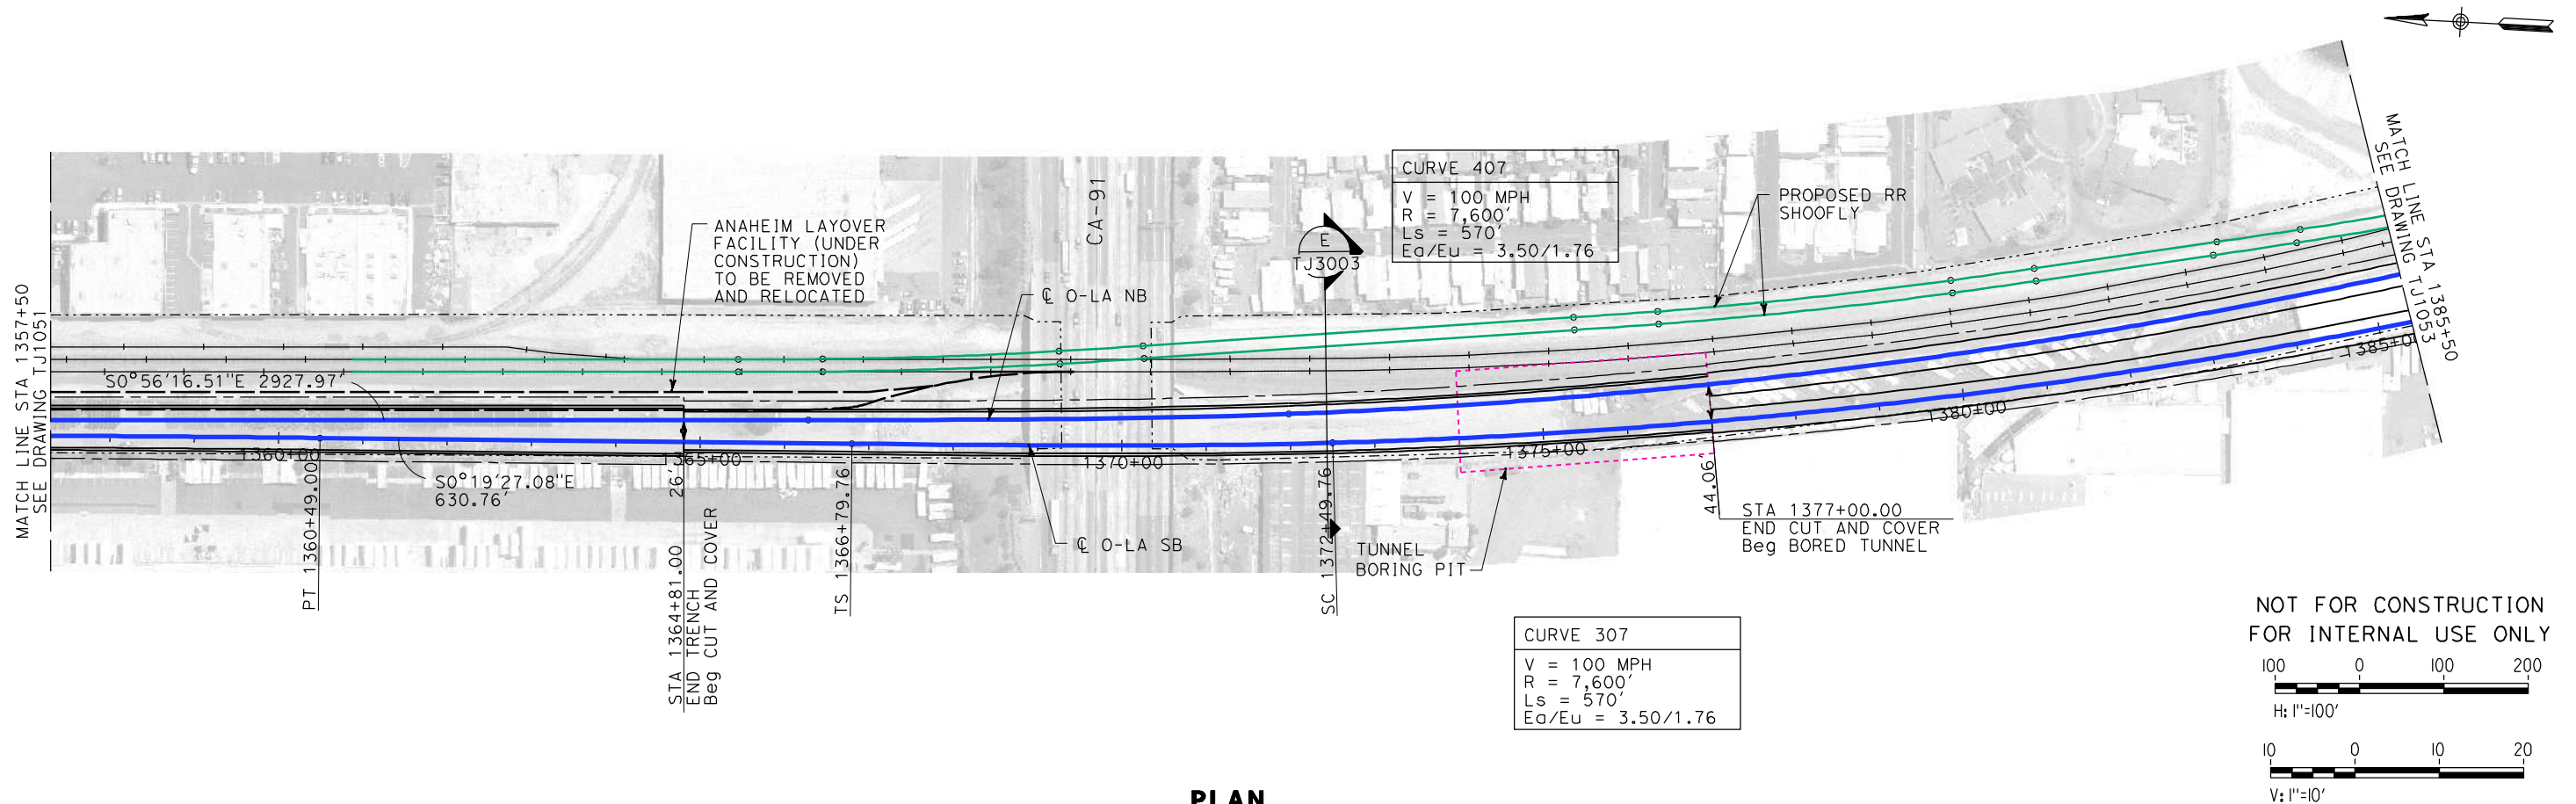 MATCH LINE STA 1357+50
SEE DRAWING TJ1051
S0°56'16.51"E 2927.97'
1360+00
PT 1360+49.00
S0°19'27.08"E
630.76'
ANAHEIM LAYOVER
FACILITY (UNDER
CONSTRUCTION)
TO BE REMOVED
AND RELOCATED
1365+00
26'
STA 1364+81.00
END TRENCH
Beg CUT AND COVER
TS 1366+79.76
CA-91
℄ O-LA NB
1370+00
℄ O-LA SB
E
TJ3003
SC 1372+49.76
CURVE 407
V = 100 MPH
R = 7,600'
Ls = 570'
Ea/Eu = 3.50/1.76
TUNNEL
BORING PIT
1375+00
44.06'
STA 1377+00.00
END CUT AND COVER
Beg BORED TUNNEL
CURVE 307
V = 100 MPH
R = 7,600'
Ls = 570'
Ea/Eu = 3.50/1.76
PROPOSED RR
SHOOFLY
1380+00
1385+0
MATCH LINE STA 1385+50
SEE DRAWING TJ1053
NOT FOR CONSTRUCTION
FOR INTERNAL USE ONLY
100 0 100 200
H: 1"=100'
10 0 10 20
V: 1"=10'
PLAN